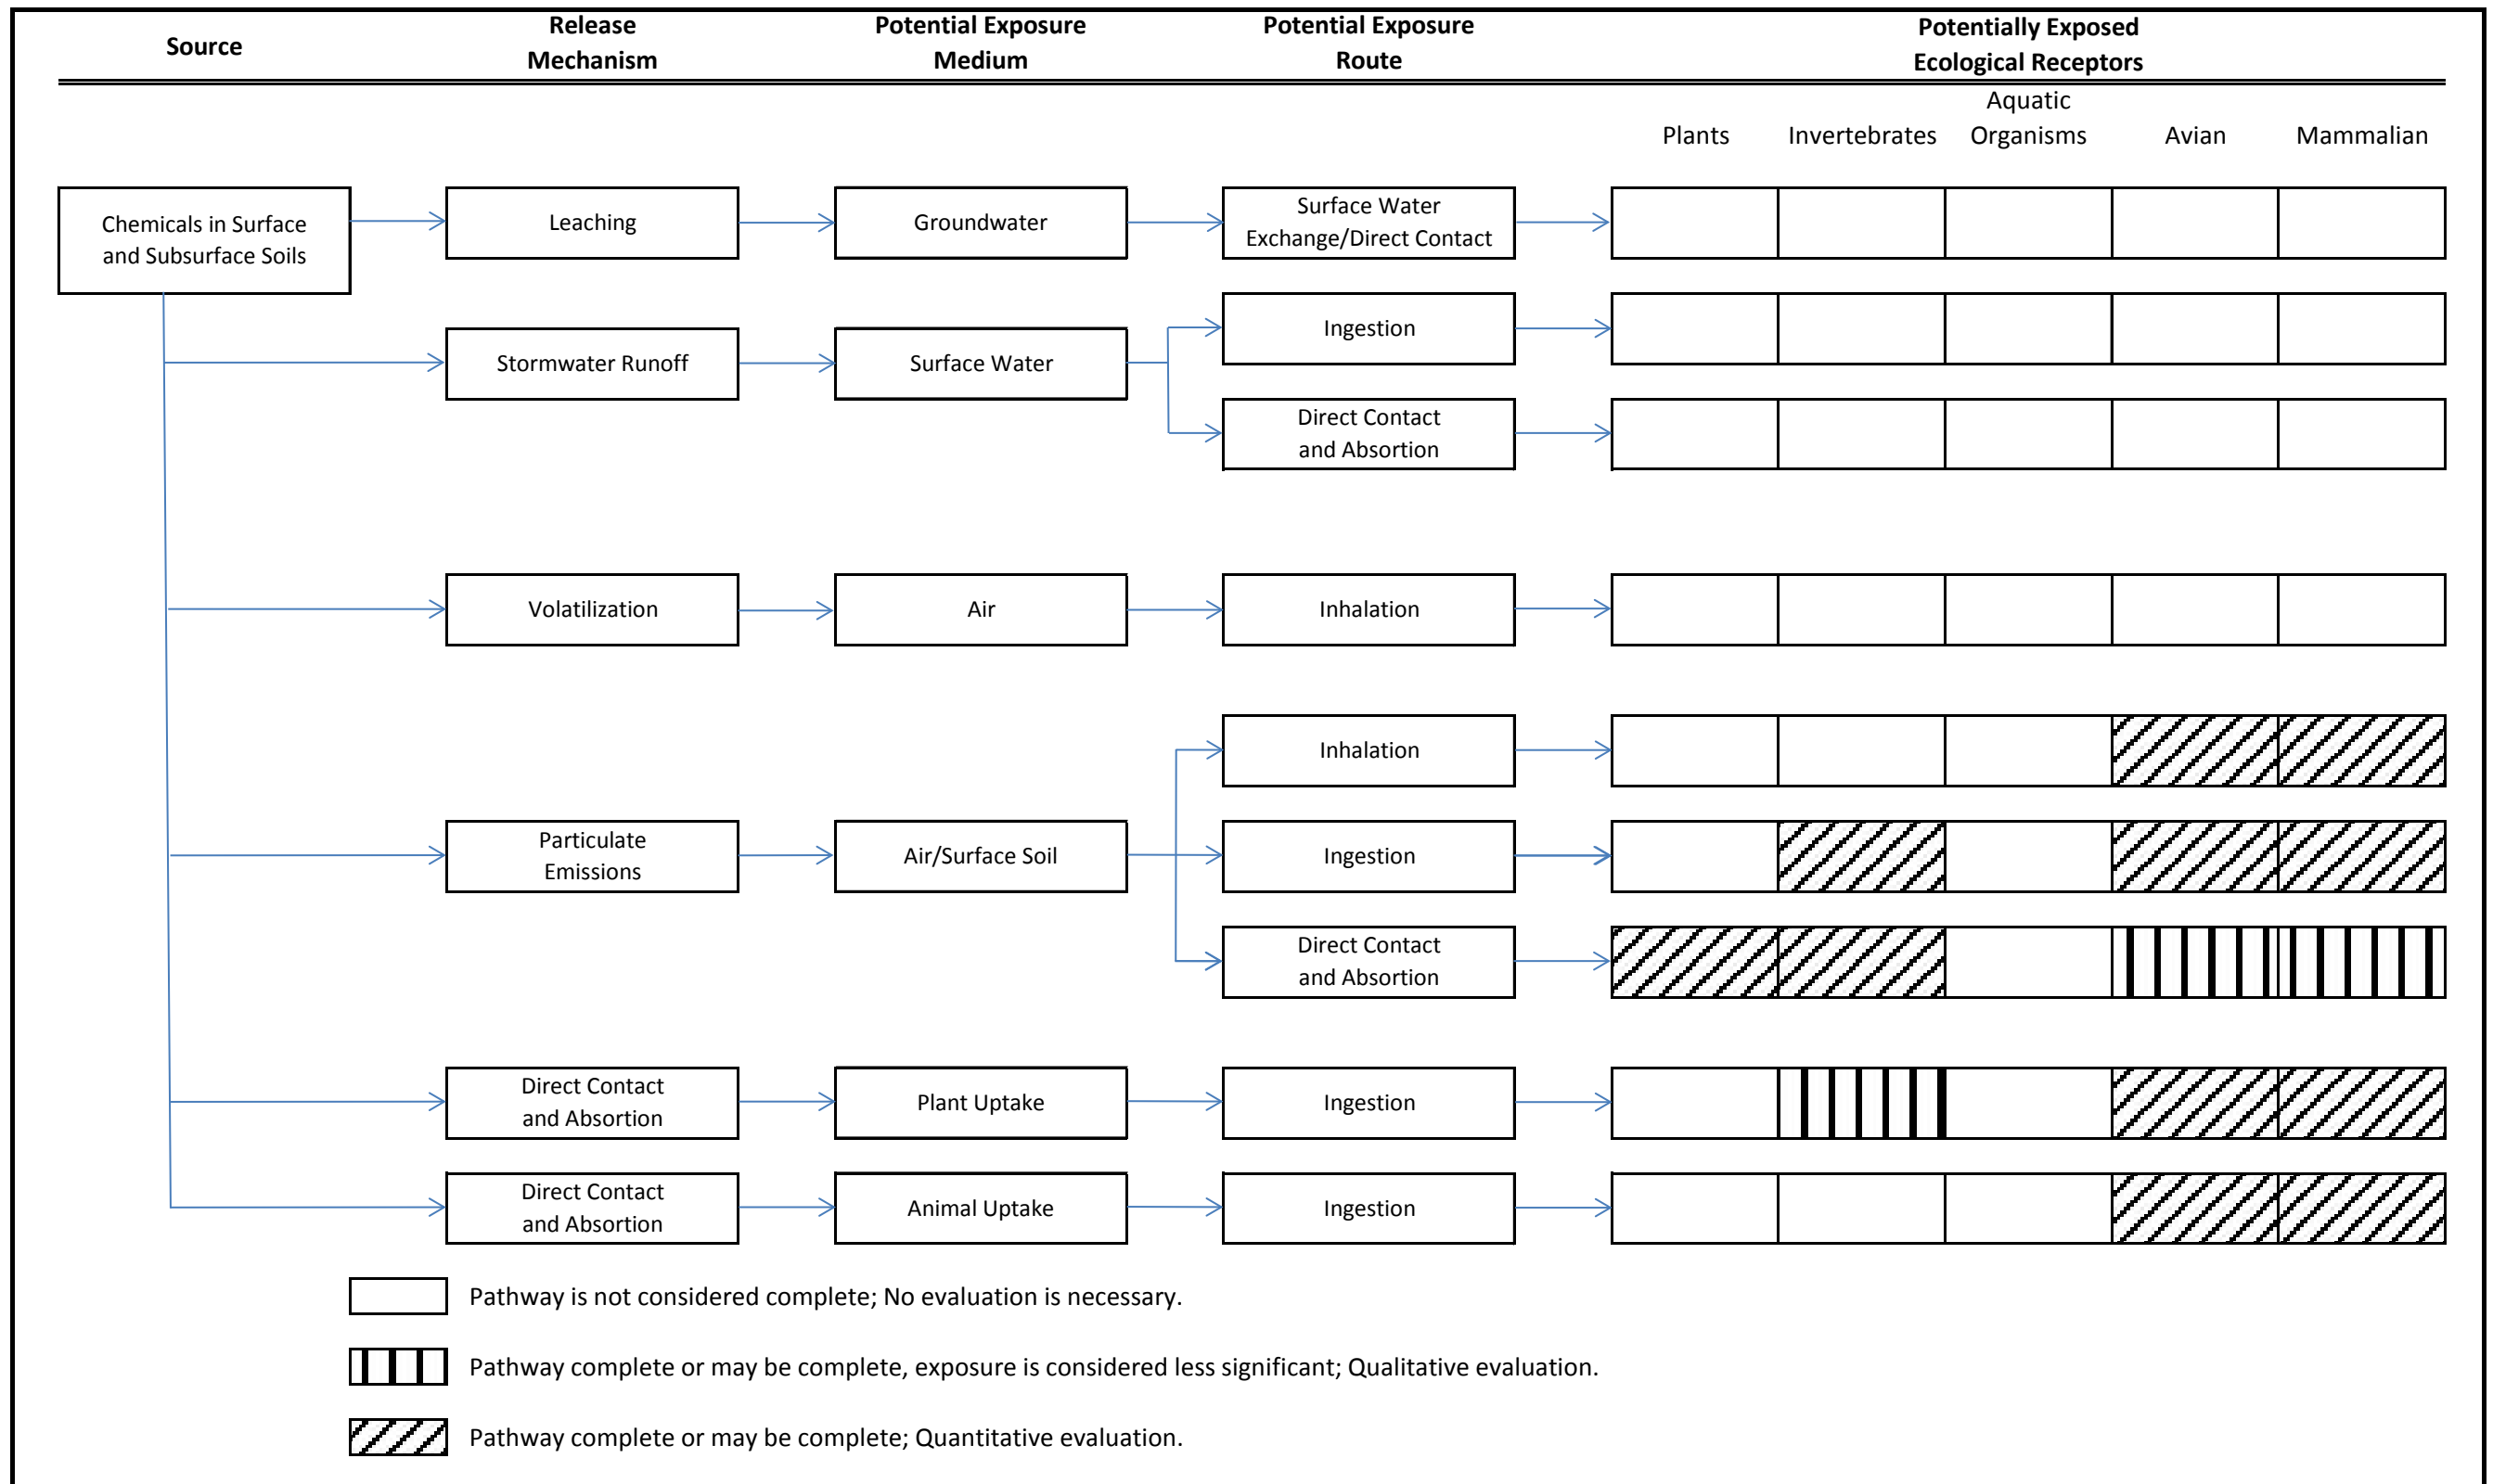 Source
Release
Mechanism
Potential Exposure
Medium
Potential Exposure
Route
Potentially Exposed
Ecological Receptors
Plants
Invertebrates
Aquatic
Organisms
Avian
Mammalian
Chemicals in Surface
and Subsurface Soils
Leaching
Groundwater
Surface Water
Exchange/Direct Contact
Stormwater Runoff
Surface Water
Ingestion
Direct Contact
and Absortion
Volatilization
Air
Inhalation
Particulate
Emissions
Air/Surface Soil
Inhalation
Ingestion
Direct Contact
and Absortion
Direct Contact
and Absortion
Plant Uptake
Ingestion
Direct Contact
and Absortion
Animal Uptake
Ingestion
Pathway is not considered complete; No evaluation is necessary.
Pathway complete or may be complete, exposure is considered less significant; Qualitative evaluation.
Pathway complete or may be complete; Quantitative evaluation.